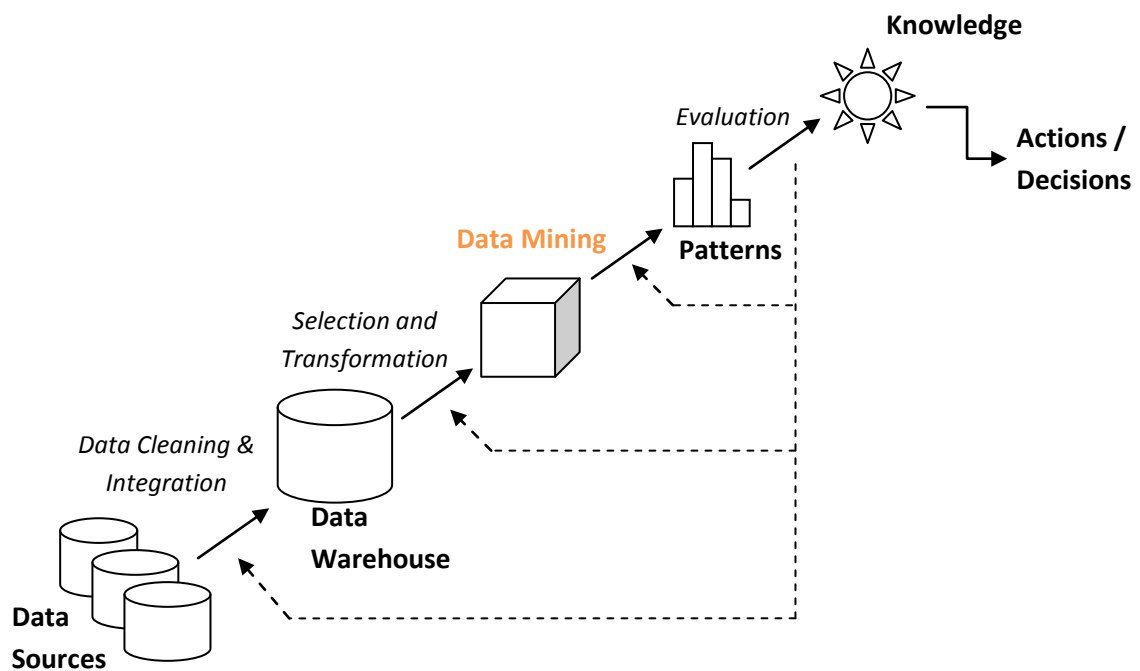 Knowledge
Evaluation
Actions /
Decisions
Data Mining
Patterns
Selection and
Transformation
Data Cleaning &
Integration
Data
Warehouse
Data
Sources